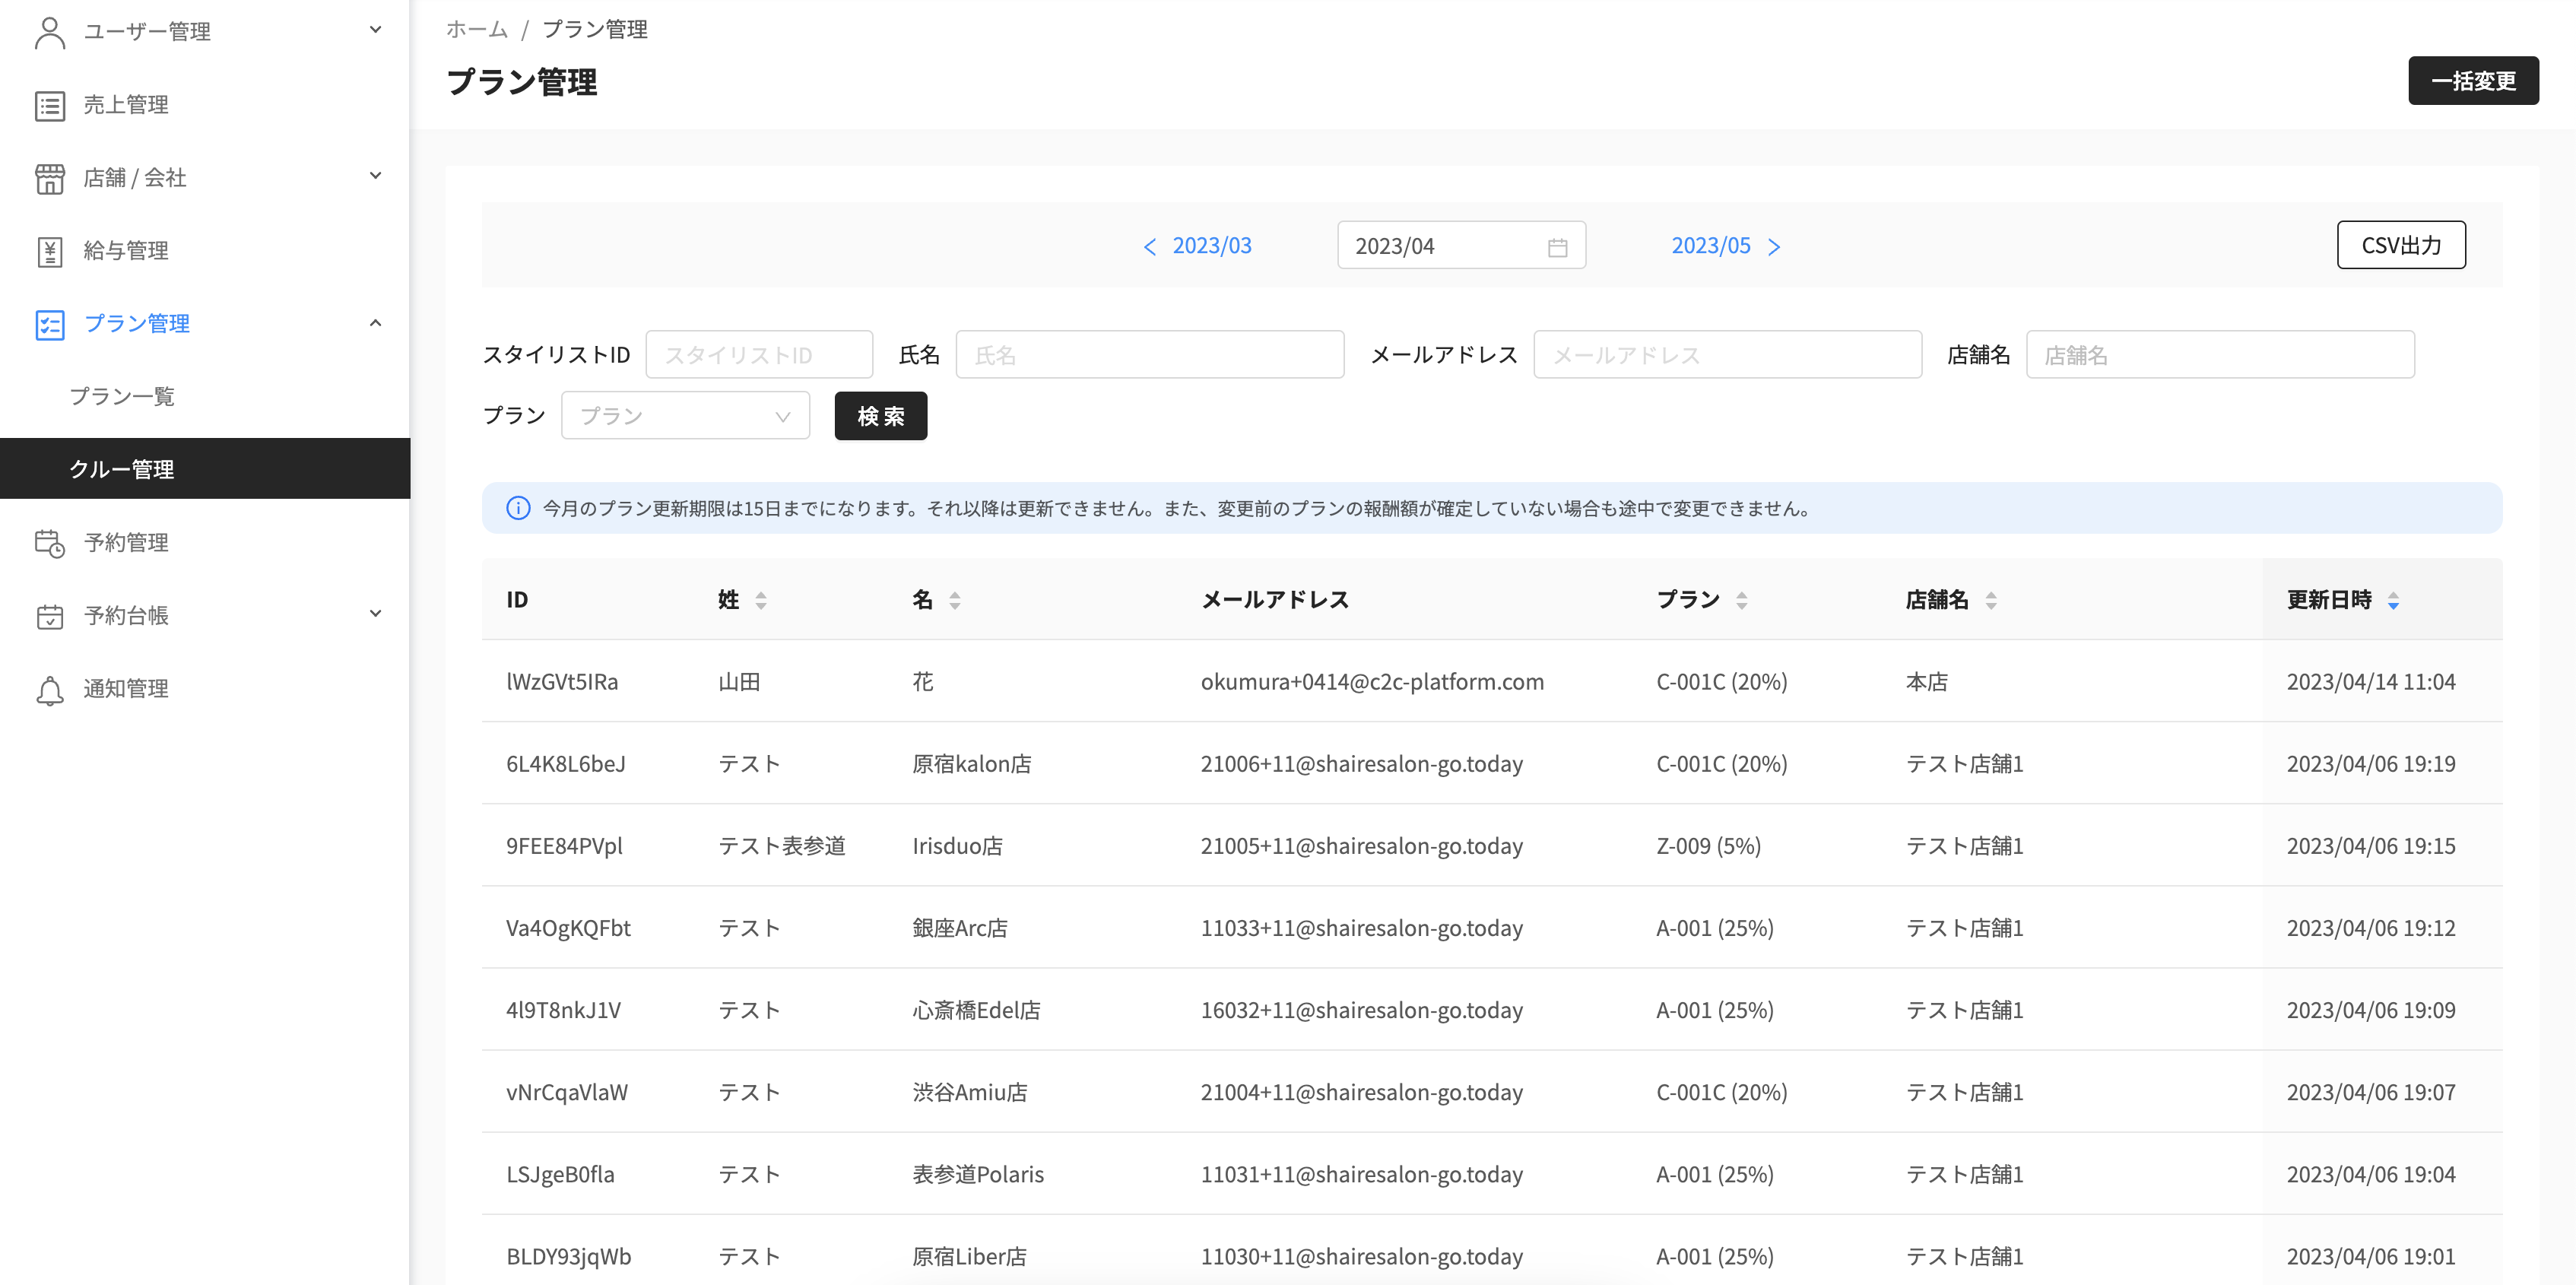 ユーザー管理
売上管理
店舗 / 会社
給与管理
プラン管理
プラン一覧
クルー管理
予約管理
予約台帳
通知管理
ホーム / プラン管理
プラン管理
一括変更
2023/03
2023/04
2023/05
CSV出力
スタイリストID スタイリストID 氏名 氏名 メールアドレス メールアドレス 店舗名 店舗名
プラン プラン 検 索
今月のプラン更新期限は15日までになります。それ以降は更新できません。また、変更前のプランの報酬額が確定していない場合も途中で変更できません。
ID 姓 名 メールアドレス プラン 店舗名 更新日時
lWzGVt5IRa 山田 花 okumura+0414@c2c-platform.com C-001C (20%) 本店 2023/04/14 11:04
6L4K8L6beJ テスト 原宿kalon店 21006+11@shairesalon-go.today C-001C (20%) テスト店舗1 2023/04/06 19:19
9FEE84PVpl テスト表参道 Irisduo店 21005+11@shairesalon-go.today Z-009 (5%) テスト店舗1 2023/04/06 19:15
Va4OgKQFbt テスト 銀座Arc店 11033+11@shairesalon-go.today A-001 (25%) テスト店舗1 2023/04/06 19:12
4l9T8nkJ1V テスト 心斎橋Edel店 16032+11@shairesalon-go.today A-001 (25%) テスト店舗1 2023/04/06 19:09
vNrCqaVlaW テスト 渋谷Amiu店 21004+11@shairesalon-go.today C-001C (20%) テスト店舗1 2023/04/06 19:07
LSJgeB0fla テスト 表参道Polaris 11031+11@shairesalon-go.today A-001 (25%) テスト店舗1 2023/04/06 19:04
BLDY93jqWb テスト 原宿Liber店 11030+11@shairesalon-go.today A-001 (25%) テスト店舗1 2023/04/06 19:01